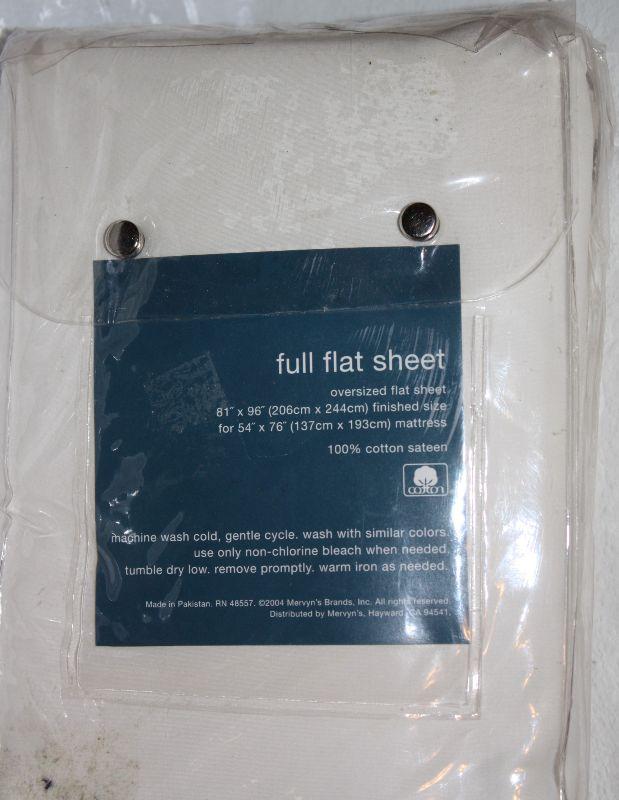 full flat sheet
oversized flat sheet
81″ x 96″ (206cm x 244cm) finished size
for 54″ x 76″ (137cm x 193cm) mattress
100% cotton sateen
cotton
machine wash cold, gentle cycle. wash with similar colors.
use only non-chlorine bleach when needed.
tumble dry low. remove promptly. warm iron as needed.
Made in Pakistan. RN 48557. ©2004 Mervyn's Brands, Inc. All rights reserved.
Distributed by Mervyn's, Hayward, CA 94541.